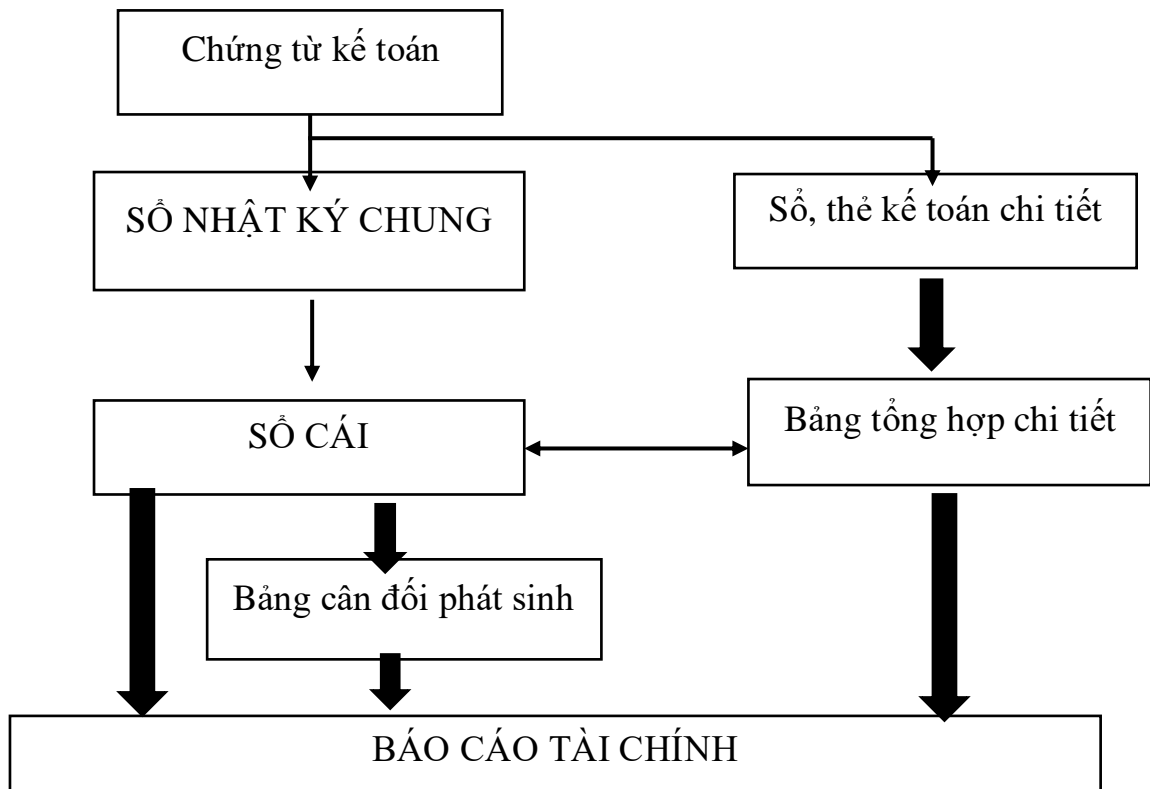 Chứng từ kế toán
SỔ NHẬT KÝ CHUNG
Sổ, thẻ kế toán chi tiết
SỔ CÁI
Bảng tổng hợp chi tiết
Bảng cân đối phát sinh
BÁO CÁO TÀI CHÍNH